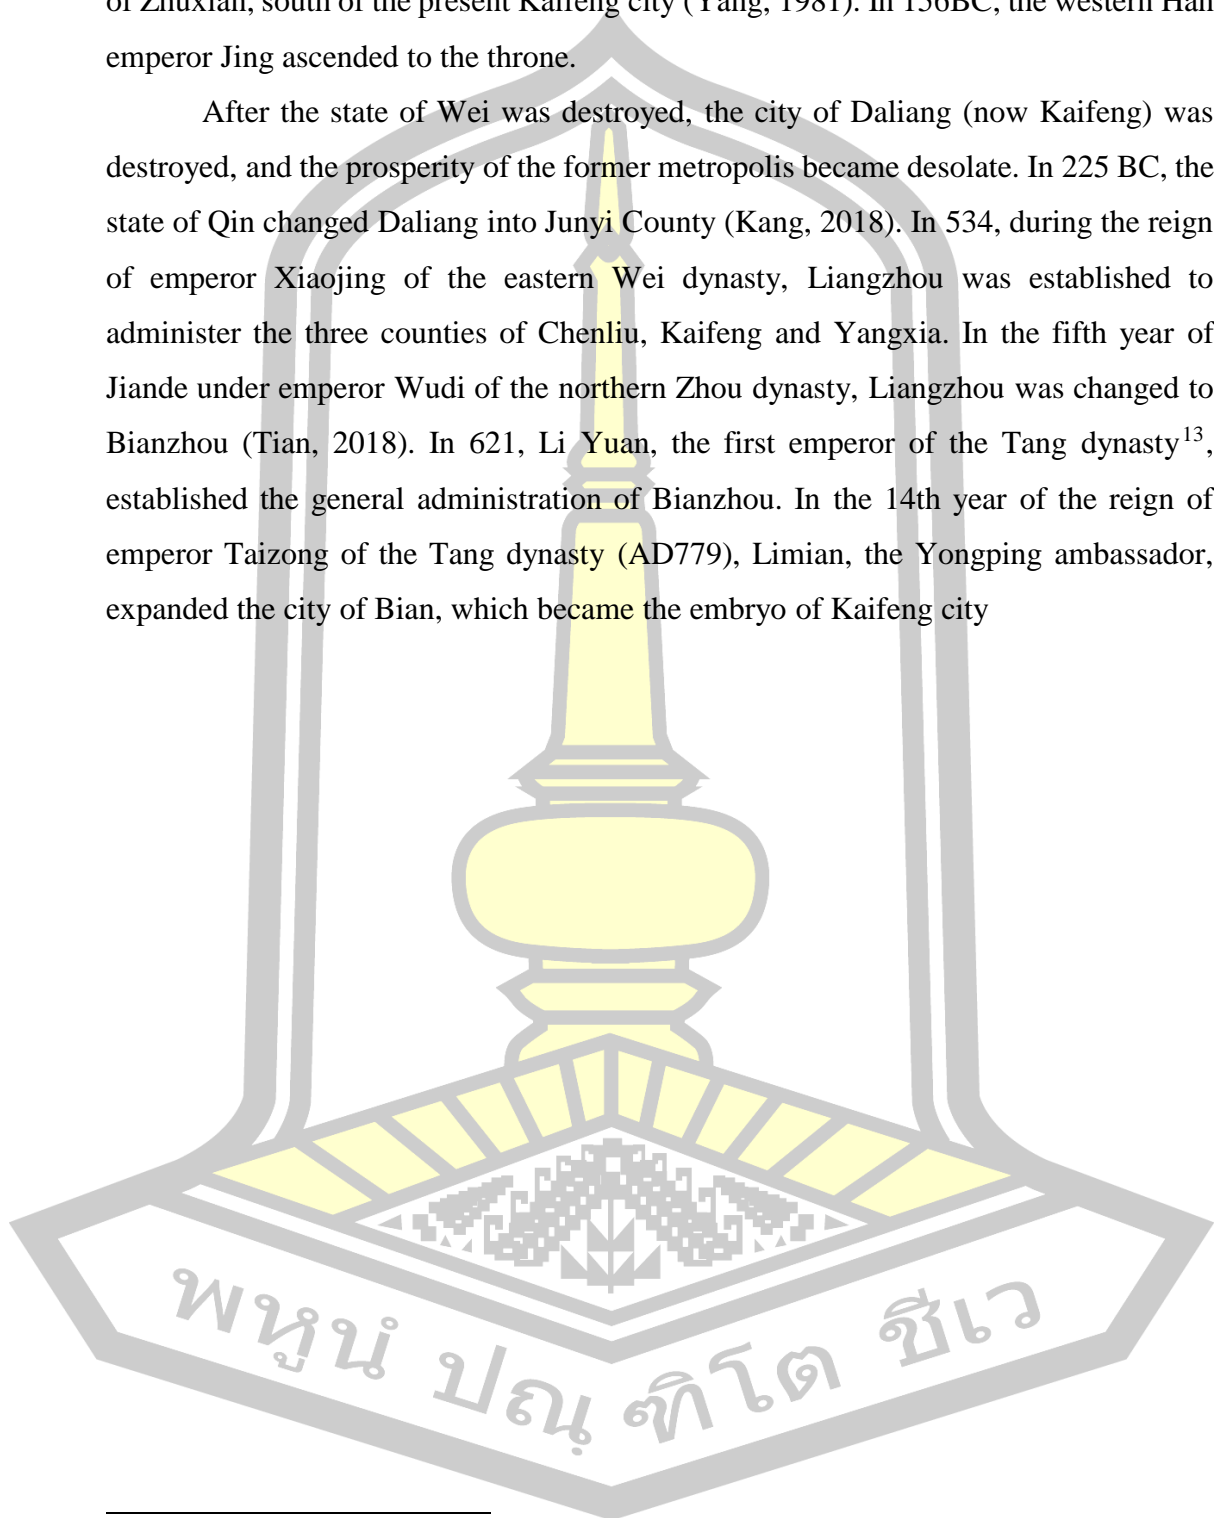 of Zhuxian, south of the present Kaifeng city (Yang, 1981). In 156BC, the western Han
emperor Jing ascended to the throne.
After the state of Wei was destroyed, the city of Daliang (now Kaifeng) was
destroyed, and the prosperity of the former metropolis became desolate. In 225 BC, the
state of Qin changed Daliang into Junyi County (Kang, 2018). In 534, during the reign
of emperor Xiaojing of the eastern Wei dynasty, Liangzhou was established to
administer the three counties of Chenliu, Kaifeng and Yangxia. In the fifth year of
Jiande under emperor Wudi of the northern Zhou dynasty, Liangzhou was changed to
Bianzhou (Tian, 2018). In 621, Li Yuan, the first emperor of the Tang dynasty13,
established the general administration of Bianzhou. In the 14th year of the reign of
emperor Taizong of the Tang dynasty (AD779), Limian, the Yongping ambassador,
expanded the city of Bian, which became the embryo of Kaifeng city
พหูนํ ปณฺฑิโต ชีเว